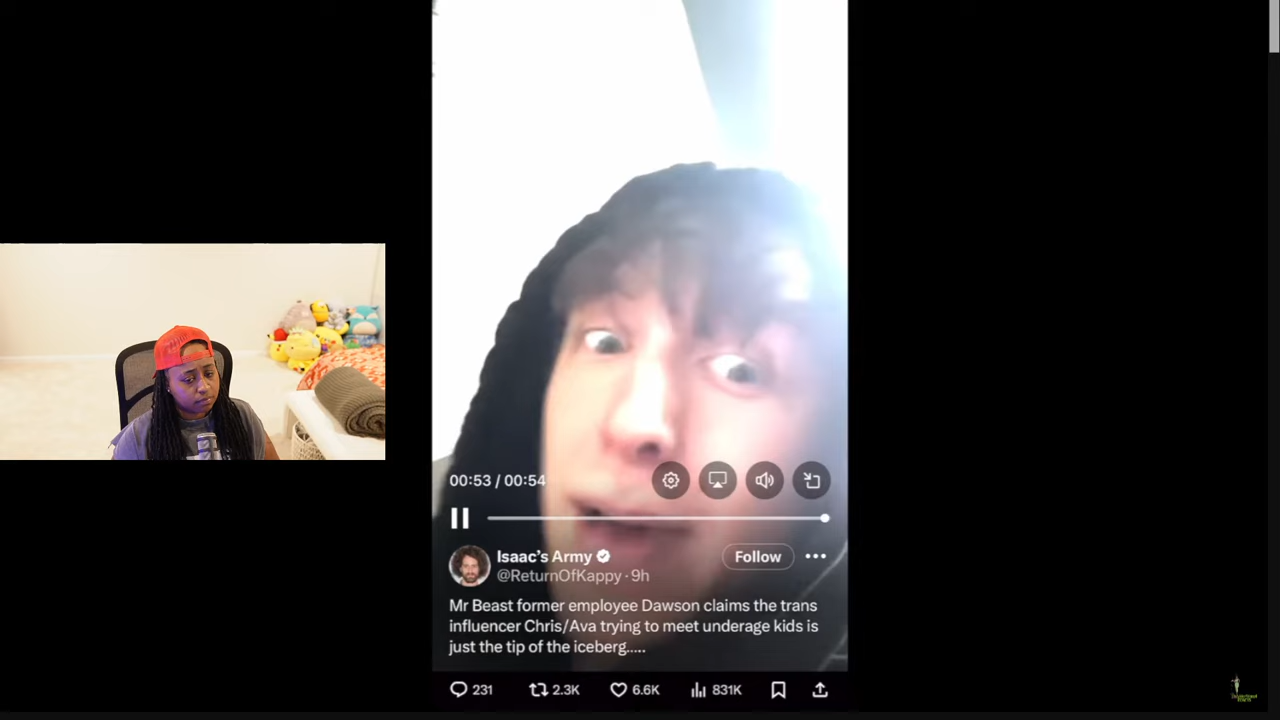 00:53 / 00:54
Isaac's Army
Follow
@ReturnOfKappy · 9h
Mr Beast former employee Dawson claims the trans
influencer Chris/Ava trying to meet underage kids is
just the tip of the iceberg.....
231 2.3K 6.6K 831K